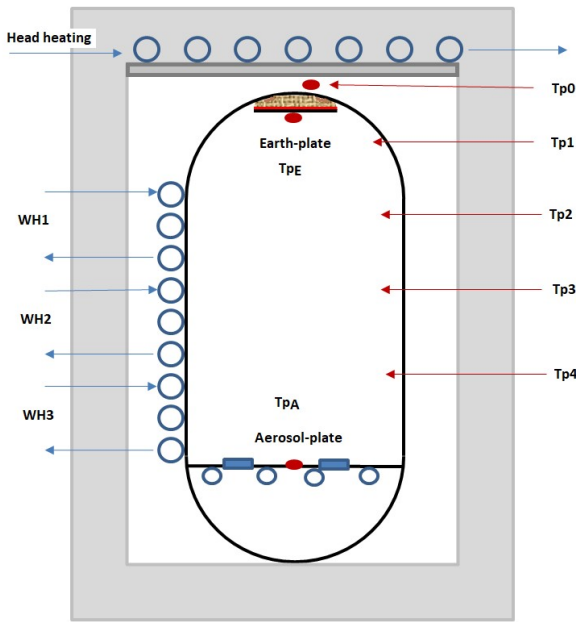 Head heating
Tp0
Earth-plate
TpE
Tp1
WH1
Tp2
WH2
Tp3
Tp4
WH3
TpA
Aerosol-plate